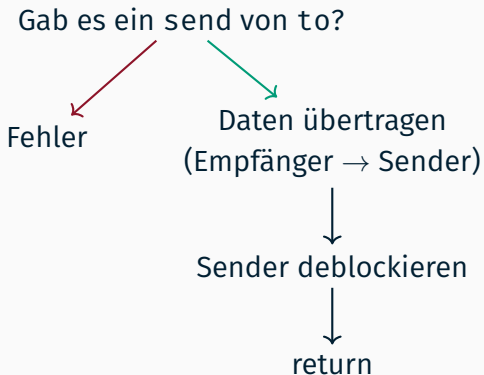 Gab es ein send von to?
Fehler
Daten übertragen
(Empfänger → Sender)
Sender deblockieren
return